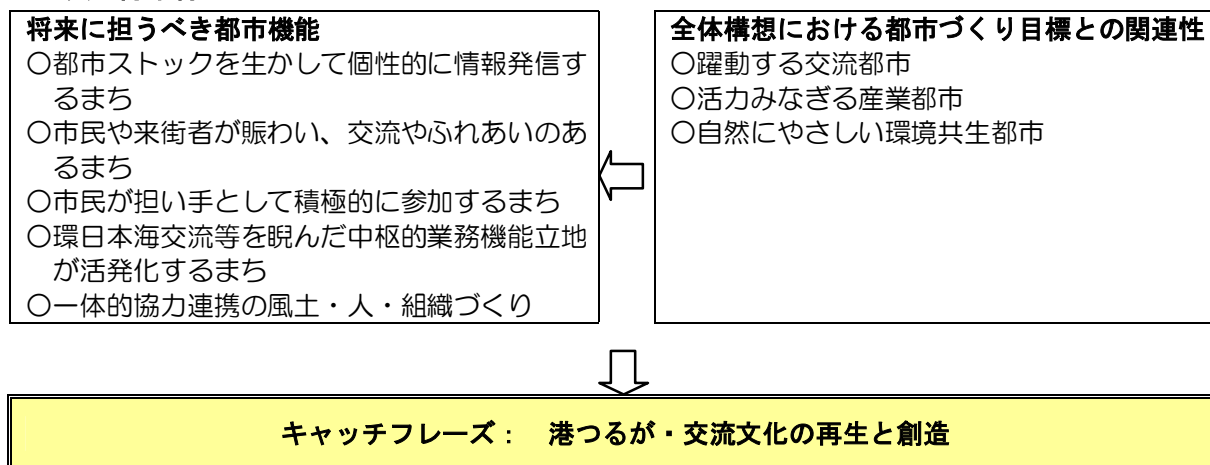 将来に担うべき都市機能
○都市ストックを生かして個性的に情報発信す
るまち
○市民や来街者が賑わい、交流やふれあいのあ
るまち
○市民が担い手として積極的に参加するまち
○環日本海交流等を睨んだ中枢的業務機能立地
が活発化するまち
○一体的協力連携の風土・人・組織づくり
全体構想における都市づくり目標との関連性
○躍動する交流都市
○活力みなぎる産業都市
○自然にやさしい環境共生都市
キャッチフレーズ： 港つるが・交流文化の再生と創造